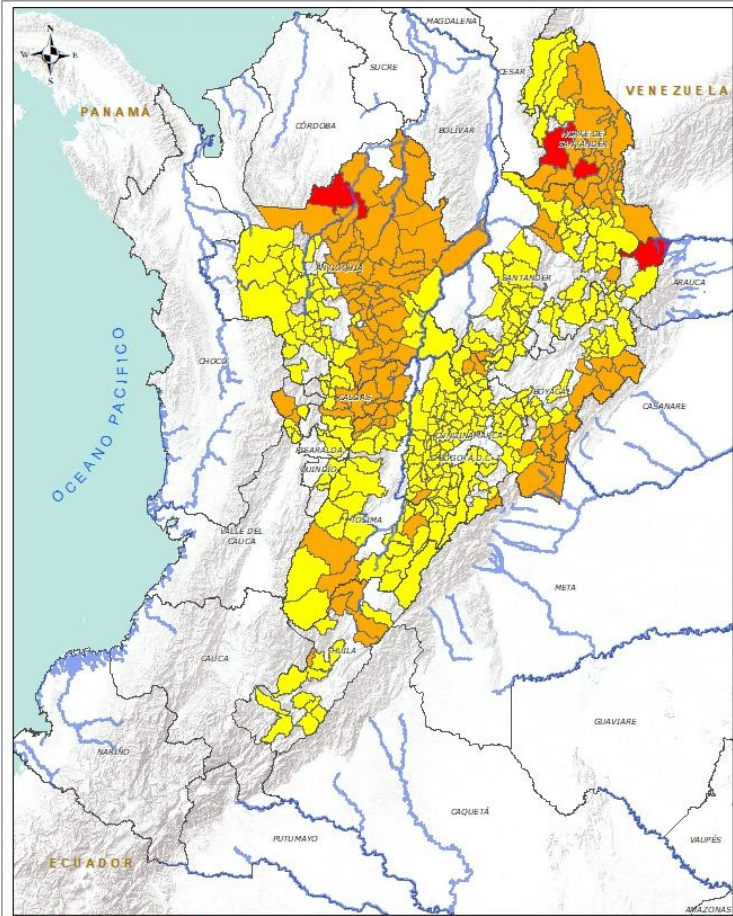 MAGDALENA
N
W E
S
SUCRE
CESAR
VENEZUELA
PANAMÁ
CÓRDOBA
BOLÍVAR
NORTE DE
SANTANDER
ANTIOQUIA
SANTANDER
ARAUCA
CHOCÓ
OCEANO PACIFICO
CALDAS
BOYACÁ
CASANARE
CUNDINAMARCA
RISARALDA
BOGOTÁ, D.C.
QUINDIO
TOLIMA
VALLE DEL
CAUCA
META
CAUCA
HUILA
GUAVIARE
NARIÑO
CAQUETÁ
PUTUMAYO
VAUPÉS
ECUADOR
AMAZONAS